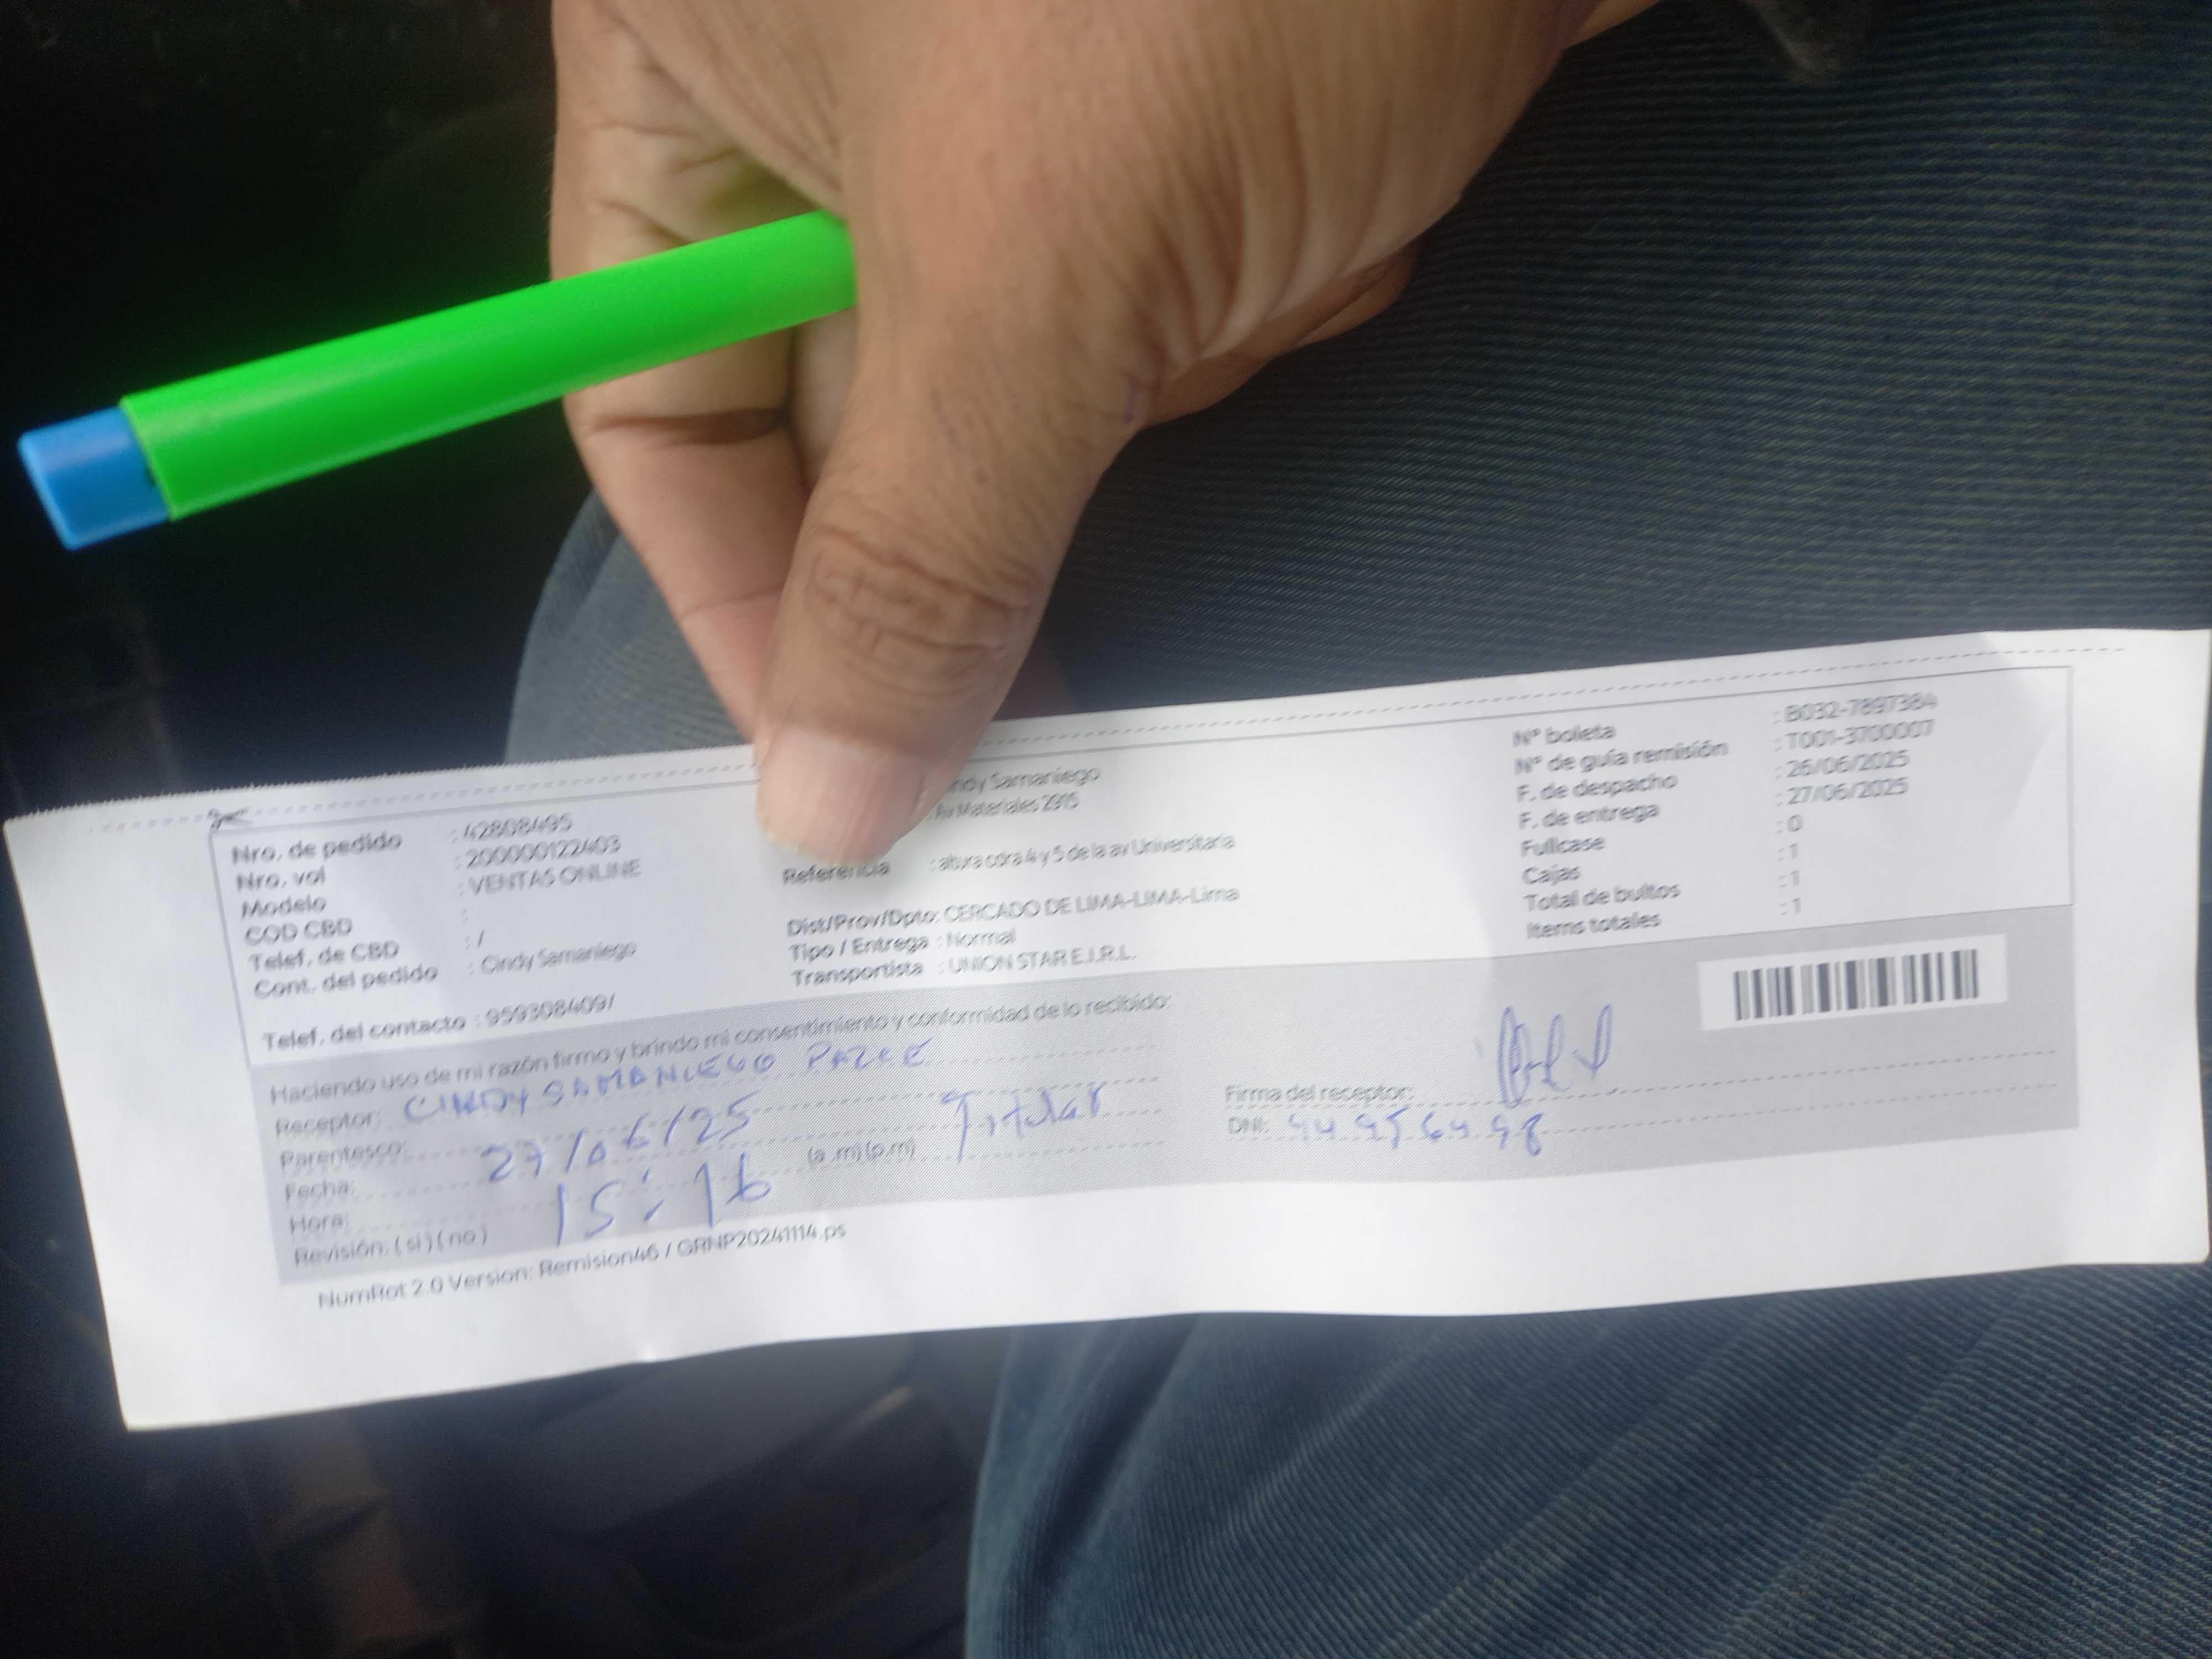 Nro. de pedido : 42808495
Nro. vol : 200000122403
Modelo : VENTAS ONLINE
COD CBD :
Telef. de CBD : /
Cont. del pedido : Cindy Samaniego
Telef. del contacto : 959308409/
indy Samaniego
Av Materiales 2915
Referencia : altura cdra 4 y 5 de la av Universitaria
Dist/Prov/Dpto: CERCADO DE LIMA-LIMA-Lima
Tipo / Entrega : Normal
Transportista : UNION STAR E.I.R.L.
N° boleta : B032-7897384
N° de guía remisión : T001-3700007
F. de despacho : 26/06/2025
F. de entrega : 27/06/2025
Fullcase : 0
Cajas : 1
Total de bultos : 1
Items totales : 1
Haciendo uso de mi razón firmo y brindo mi consentimiento y conformidad de lo recibido:
Receptor: CINDY SAMANIEGO
Parentesco: Titular
Fecha: 27/06/25
Hora: 15:16 (a.m) (p.m)
Revisión: ( si ) ( no )
Firma del receptor:
DNI: 44956498
NumRot 2.0 Version: Remision46 / GRNP20241114.ps